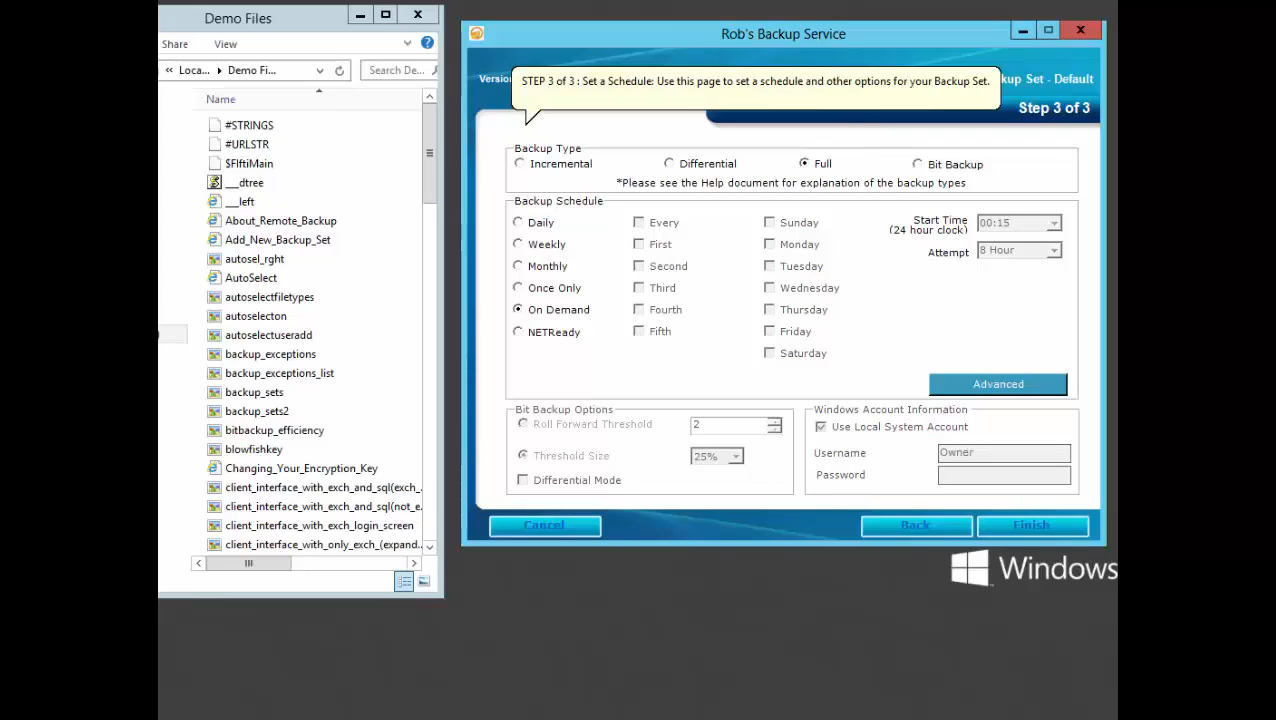 Demo Files
Share View
« Loca... Demo Fi... Search De...
Name
#STRINGS
#URLSTR
$FIftiMain
__dtree
__left
About_Remote_Backup
Add_New_Backup_Set
autosel_rght
AutoSelect
autoselectfiletypes
autoselecton
autoselectuseradd
backup_exceptions
backup_exceptions_list
backup_sets
backup_sets2
bitbackup_efficiency
blowfishkey
Changing_Your_Encryption_Key
client_interface_with_exch_and_sql(exch_.
client_interface_with_exch_and_sql(not_e.
client_interface_with_exch_login_screen
client_interface_with_only_exch_(expand..
Rob's Backup Service
Versio
STEP 3 of 3 : Set a Schedule: Use this page to set a schedule and other options for your Backup Set.
kup Set - Default
Step 3 of 3
Backup Type
Incremental Differential Full Bit Backup
*Please see the Help document for explanation of the backup types
Backup Schedule
Daily Every Sunday Start Time 00:15
(24 hour clock)
Weekly First Monday Attempt 8 Hour
Monthly Second Tuesday
Once Only Third Wednesday
On Demand Fourth Thursday
NETReady Fifth Friday
Saturday
Advanced
Bit Backup Options
Roll Forward Threshold 2
Threshold Size 25%
Differential Mode
Windows Account Information
Use Local System Account
Username Owner
Password
Cancel Back Finish
Windows